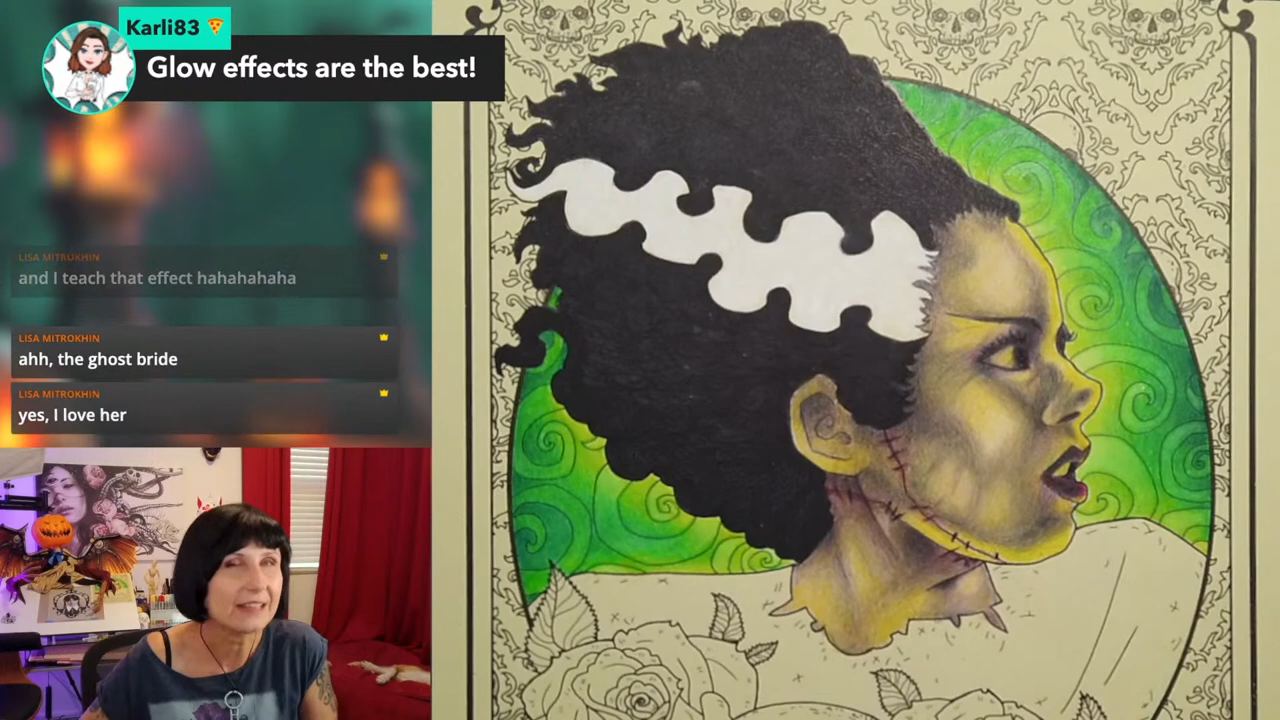 Karli83
Glow effects are the best!
LISA MITROKHIN
and I teach that effect hahahahaha
LISA MITROKHIN
ahh, the ghost bride
LISA MITROKHIN
yes, I love her